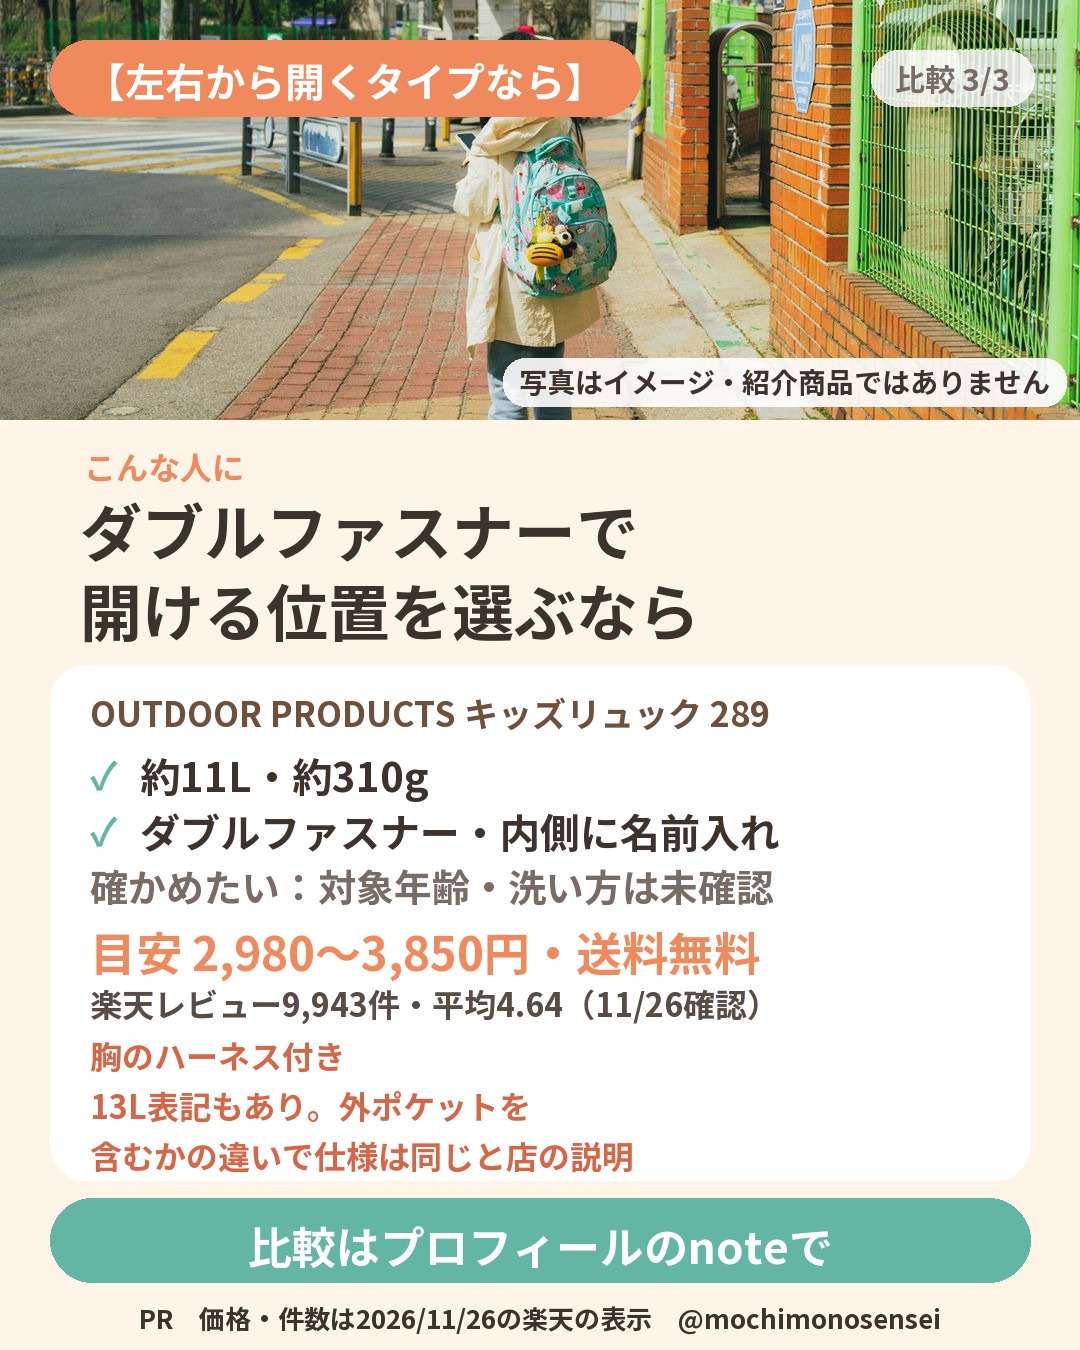 【左右から開くタイプなら】
比較 3/3
写真はイメージ・紹介商品ではありません
こんな人に
ダブルファスナーで
開ける位置を選ぶなら
OUTDOOR PRODUCTS キッズリュック 289
✓ 約11L・約310g
✓ ダブルファスナー・内側に名前入れ
確かめたい：対象年齢・洗い方は未確認
目安 2,980〜3,850円・送料無料
楽天レビュー9,943件・平均4.64（11/26確認）
胸のハーネス付き
13L表記もあり。外ポケットを
含むかの違いで仕様は同じと店の説明
比較はプロフィールのnoteで
PR　価格・件数は2026/11/26の楽天の表示　@mochimonosensei